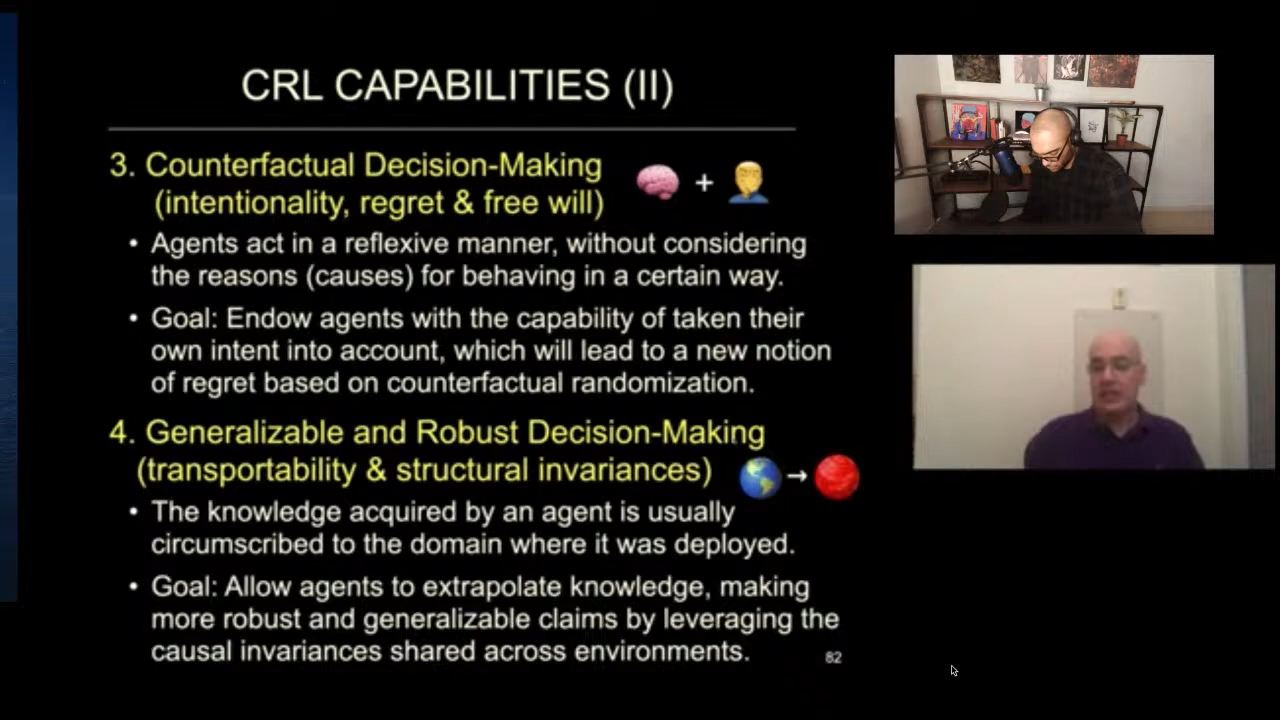 CRL CAPABILITIES (II)
3. Counterfactual Decision-Making
(intentionality, regret & free will)
• Agents act in a reflexive manner, without considering
the reasons (causes) for behaving in a certain way.
• Goal: Endow agents with the capability of taken their
own intent into account, which will lead to a new notion
of regret based on counterfactual randomization.
4. Generalizable and Robust Decision-Making
(transportability & structural invariances)
• The knowledge acquired by an agent is usually
circumscribed to the domain where it was deployed.
• Goal: Allow agents to extrapolate knowledge, making
more robust and generalizable claims by leveraging the
causal invariances shared across environments.
82